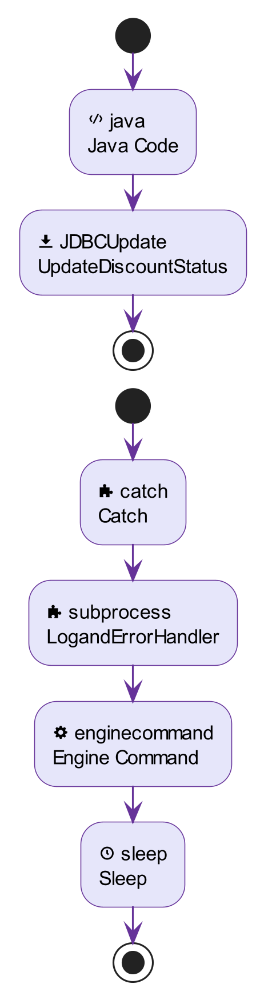 java
Java Code
JDBCUpdate
UpdateDiscountStatus
catch
Catch
subprocess
LogandErrorHandler
enginecommand
Engine Command
sleep
Sleep